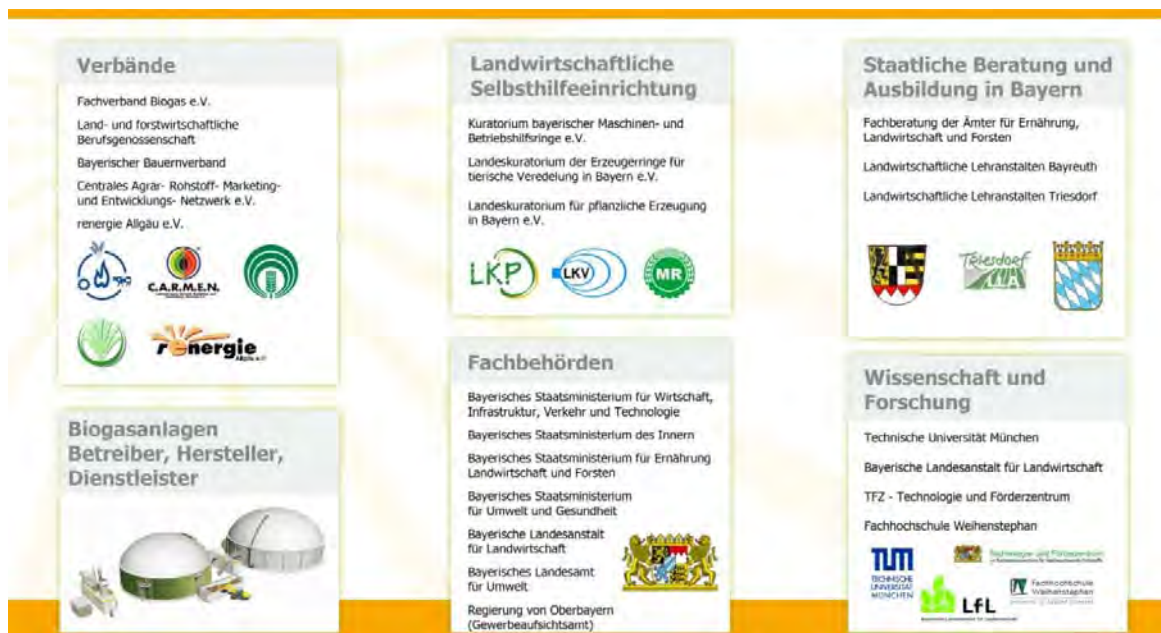 Verbände
Fachverband Biogas e.V.
Land- und forstwirtschaftliche
Berufsgenossenschaft
Bayerischer Bauernverband
Centrales Agrar- Rohstoff- Marketing-
und Entwicklungs- Netzwerk e.V.
renergie Allgäu e.V.
C.A.R.M.E.N.
renergie
Allgäu e.V.
Biogasanlagen
Betreiber, Hersteller,
Dienstleister
Landwirtschaftliche
Selbsthilfeeinrichtung
Kuratorium bayerischer Maschinen- und
Betriebshilfsringe e.V.
Landeskuratorium der Erzeugerringe für
tierische Veredelung in Bayern e.V.
Landeskuratorium für pflanzliche Erzeugung
in Bayern e.V.
LKP
LKV
MR
Fachbehörden
Bayerisches Staatsministerium für Wirtschaft,
Infrastruktur, Verkehr und Technologie
Bayerisches Staatsministerium des Innern
Bayerisches Staatsministerium für Ernährung
Landwirtschaft und Forsten
Bayerisches Staatsministerium
für Umwelt und Gesundheit
Bayerische Landesanstalt
für Landwirtschaft
Bayerisches Landesamt
für Umwelt
Regierung von Oberbayern
(Gewerbeaufsichtsamt)
Staatliche Beratung und
Ausbildung in Bayern
Fachberatung der Ämter für Ernährung,
Landwirtschaft und Forsten
Landwirtschaftliche Lehranstalten Bayreuth
Landwirtschaftliche Lehranstalten Triesdorf
Triesdorf
LLA
Wissenschaft und
Forschung
Technische Universität München
Bayerische Landesanstalt für Landwirtschaft
TFZ - Technologie und Förderzentrum
Fachhochschule Weihenstephan
TUM
TECHNISCHE
UNIVERSITÄT
MÜNCHEN
Technologie- und Förderzentrum
LfL
Fachhochschule
Weihenstephan